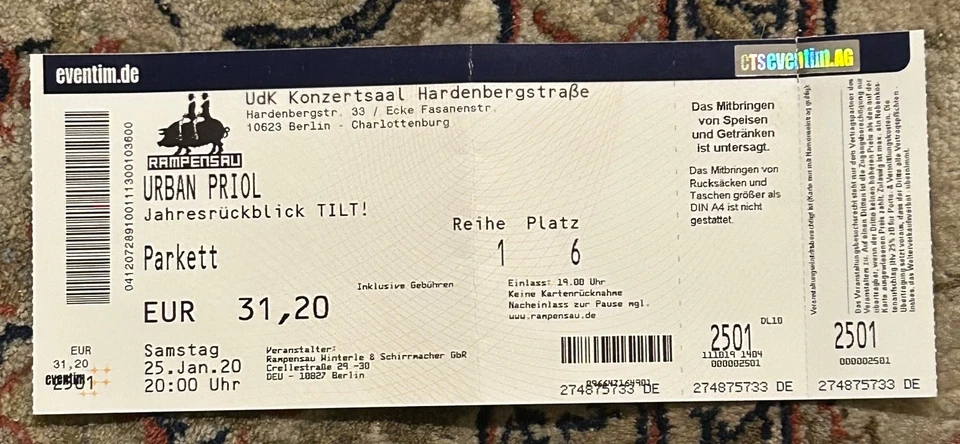 eventim.de
CTSeventim.AG
UdK Konzertsaal Hardenbergstraße
Hardenbergstr. 33 / Ecke Fasanenstr.
10623 Berlin - Charlottenburg
RAMPENSAU
URBAN PRIOL
Jahresrückblick TILT!
Reihe Platz
1 6
Parkett
Inklusive Gebühren
EUR 31,20
Einlass: 19.00 Uhr
Keine Kartenrücknahme
Nacheinlass zur Pause mgl.
www.rampensau.de
Samstag
25.Jan.20
20:00 Uhr
Veranstalter:
Rampensau Winterle & Schirrmacher GbR
Crellestraße 29 -30
DEU - 10827 Berlin
EUR
31,20
eventim
2501
274875733 DE
Das Mitbringen
von Speisen
und Getränken
ist untersagt.
Das Mitbringen von
Rucksäcken und
Taschen größer als
DIN A4 ist nicht
gestattet.
DL10
2501
111019 1404
000002501
274875733 DE
2501
000002501
274875733 DE